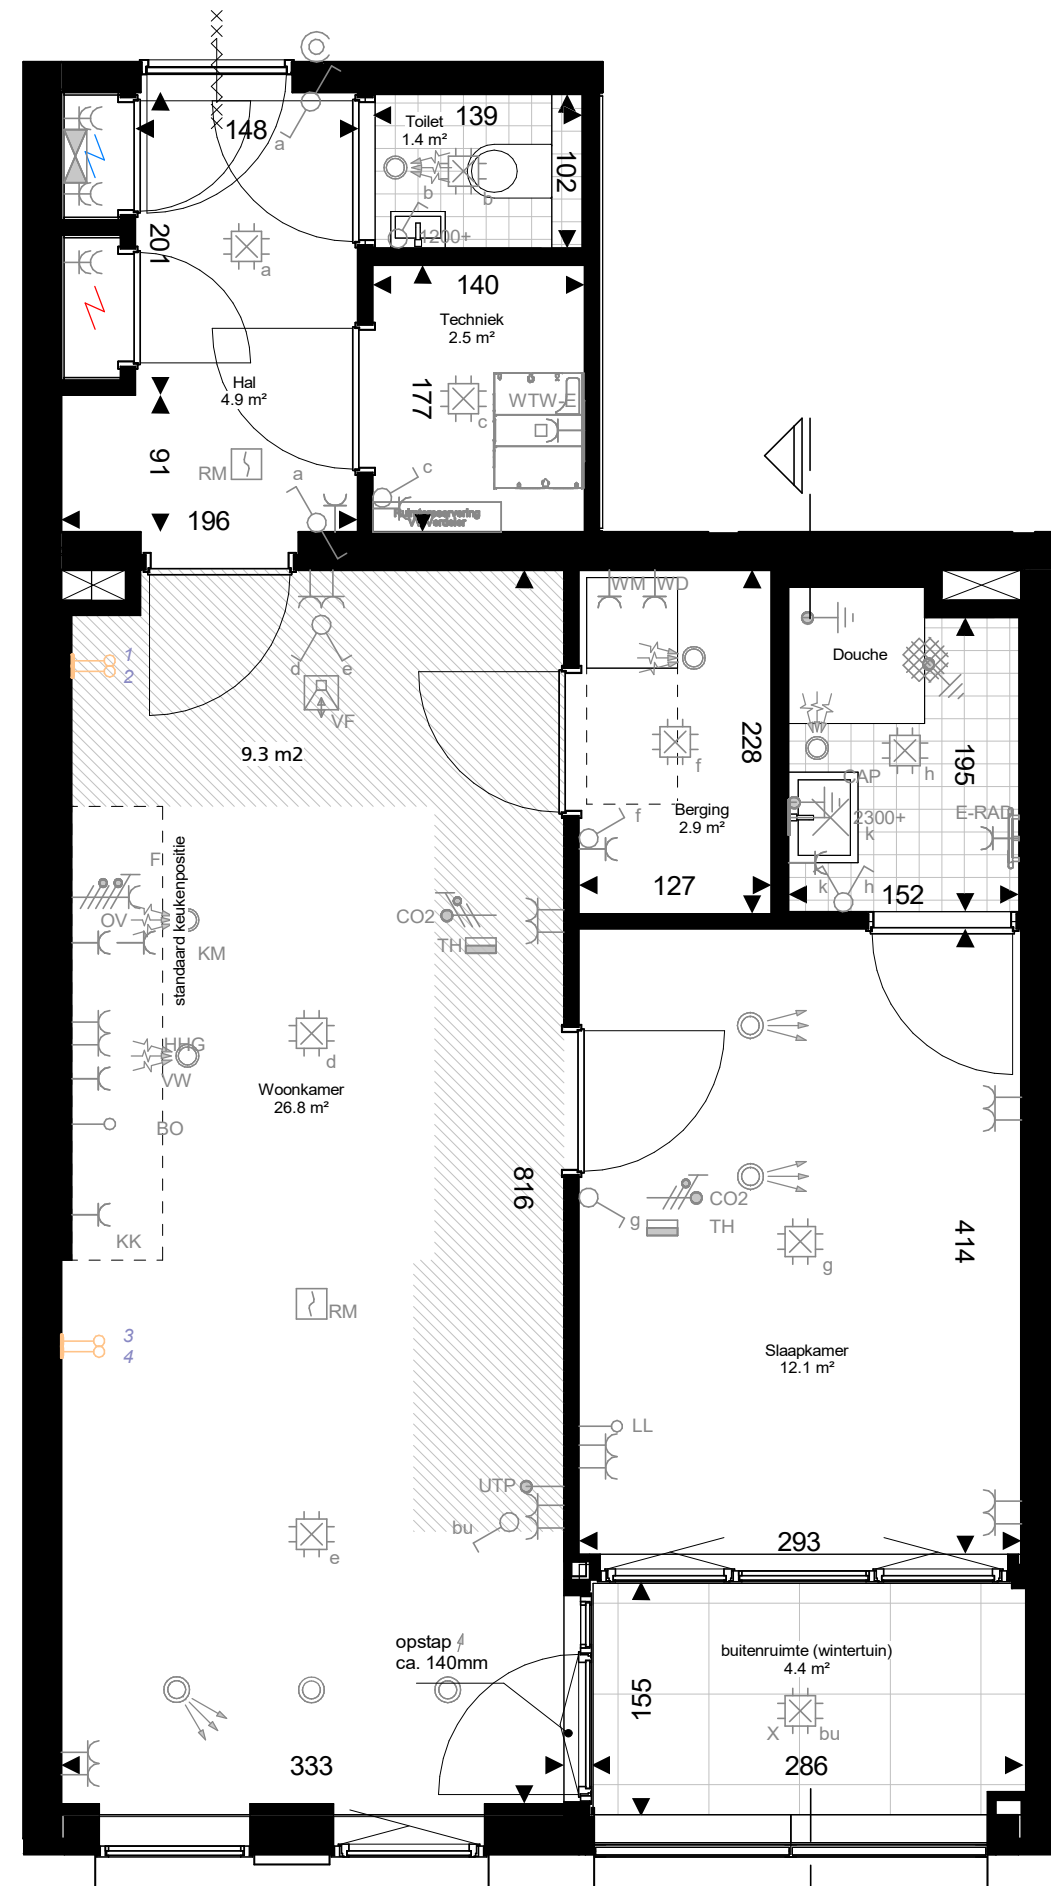 148
a
Toilet
1.4 m²
139
102
b
b
1200+
201
a
140
Techniek
2.5 m²
177
WTW-E
c
c
Hal
4.9 m²
RM
91
a
196
1
2
d
e
VF
9.3 m2
WM
WD
228
f
f
Berging
2.9 m²
127
Douche
195
h
CAP
2300+
k
E-RAD
k
h
152
standaard keukenpositie
F
OV
KM
HHG
VW
BO
KK
CO2
TH
d
Woonkamer
26.8 m²
816
g
CO2
TH
g
414
RM
3
4
Slaapkamer
12.1 m²
LL
UTP
bu
e
293
opstap
ca. 140mm
buitenruimte (wintertuin)
4.4 m²
155
X
bu
333
286